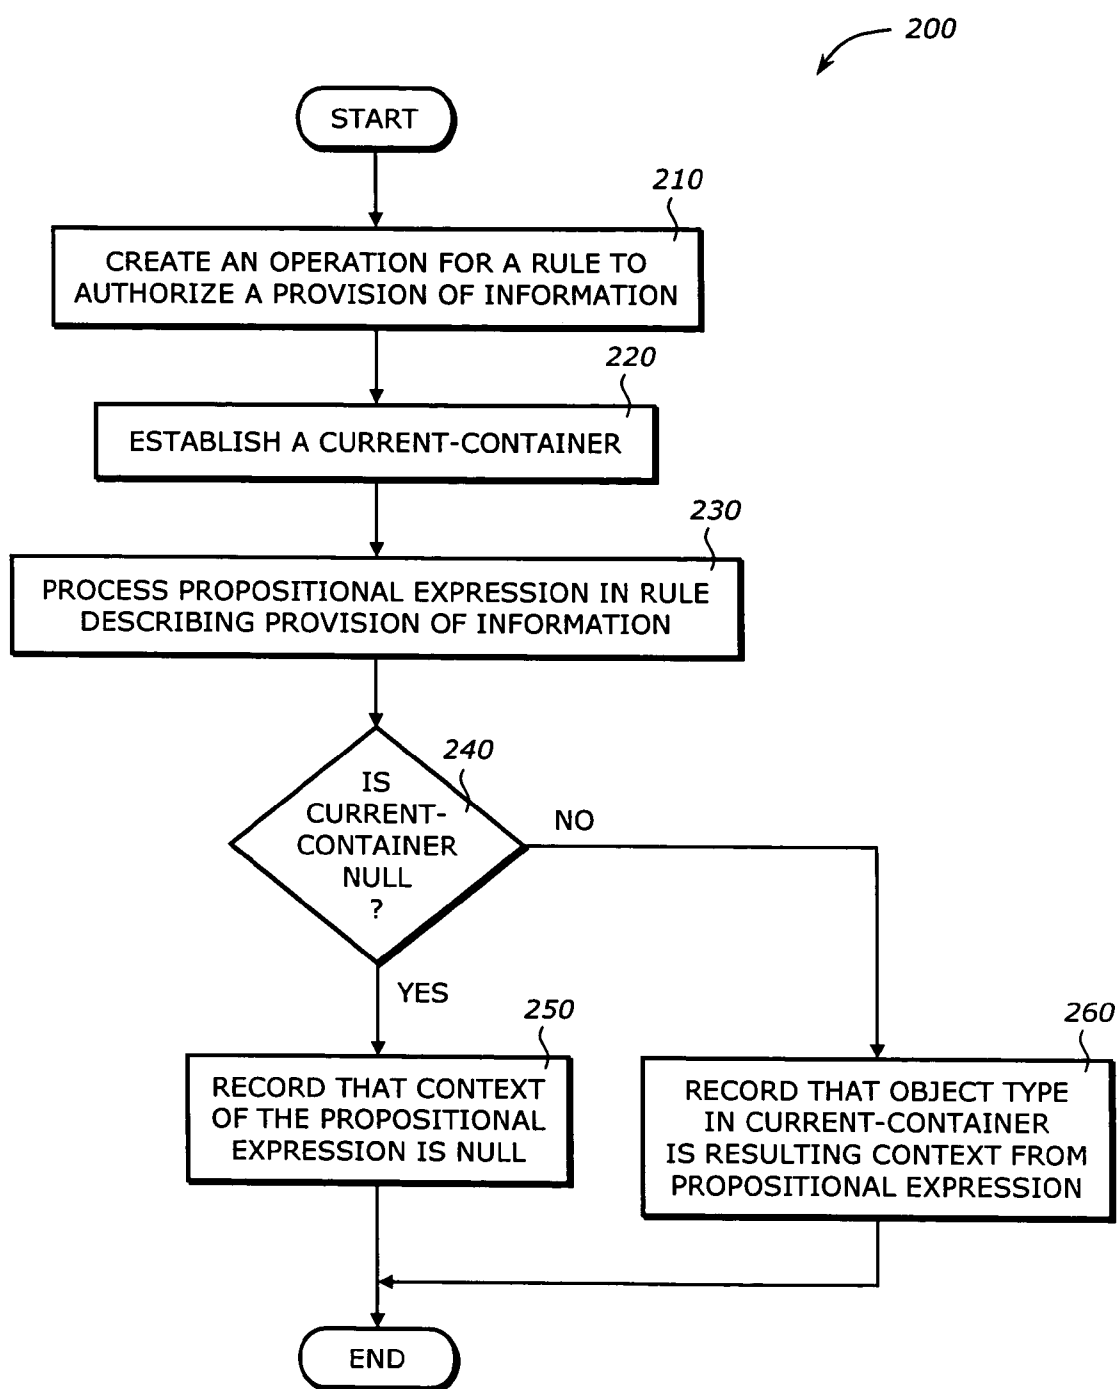 200
START
210
CREATE AN OPERATION FOR A RULE TO
AUTHORIZE A PROVISION OF INFORMATION
220
ESTABLISH A CURRENT-CONTAINER
230
PROCESS PROPOSITIONAL EXPRESSION IN RULE
DESCRIBING PROVISION OF INFORMATION
240
IS
CURRENT-
CONTAINER
NULL
?
NO
YES
250
RECORD THAT CONTEXT
OF THE PROPOSITIONAL
EXPRESSION IS NULL
260
RECORD THAT OBJECT TYPE
IN CURRENT-CONTAINER
IS RESULTING CONTEXT FROM
PROPOSITIONAL EXPRESSION
END